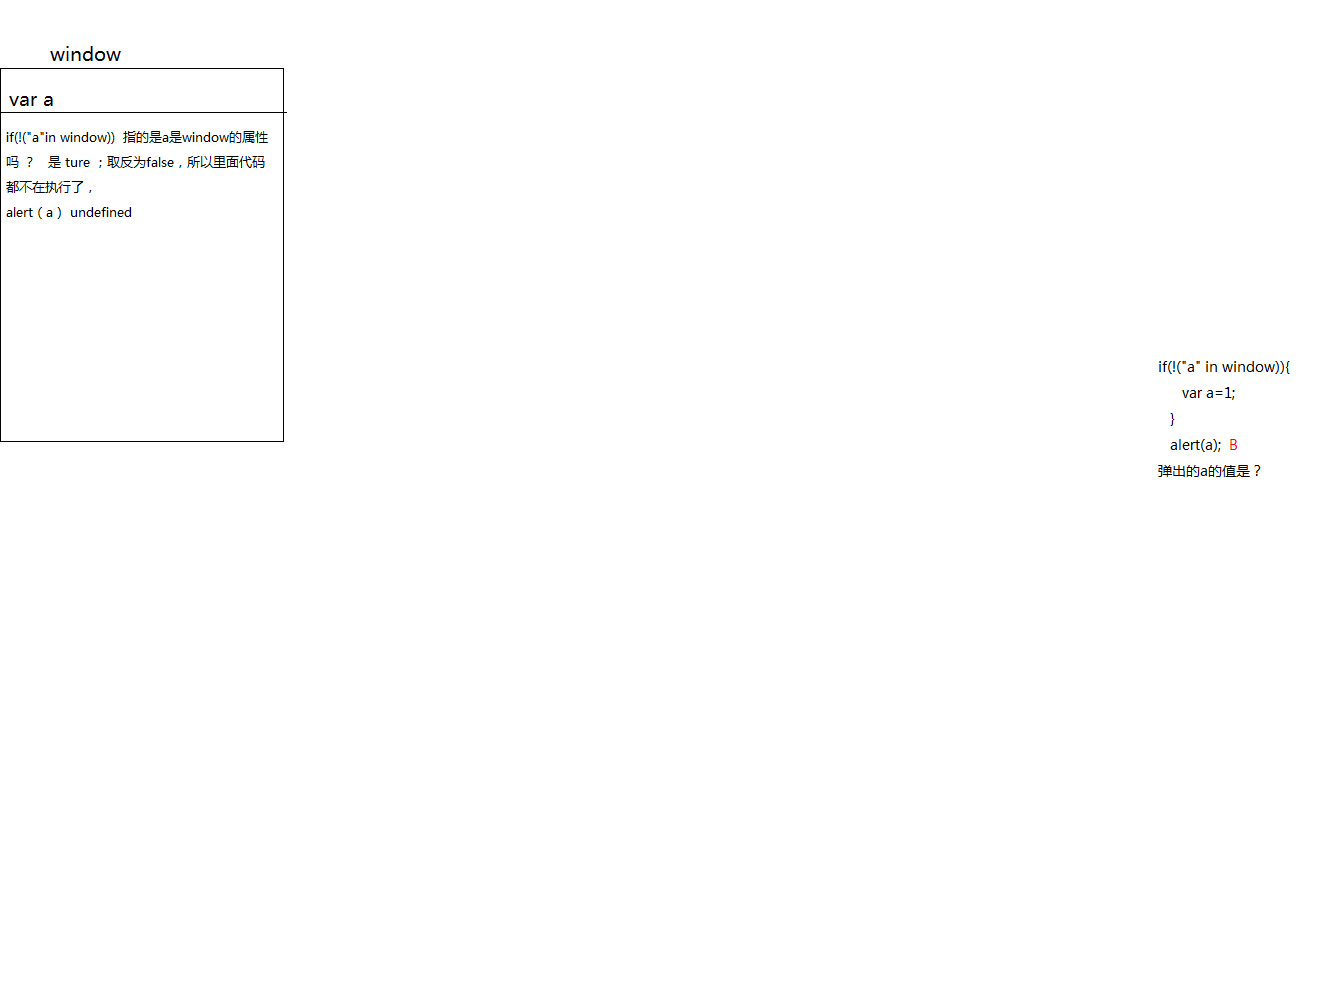 window
var a
if(!("a"in window))  指的是a是window的属性
吗 ？  是 ture ；取反为false，所以里面代码
都不在执行了，
alert（a） undefined
if(!("a" in window)){
var a=1;
}
alert(a);  B
弹出的a的值是？